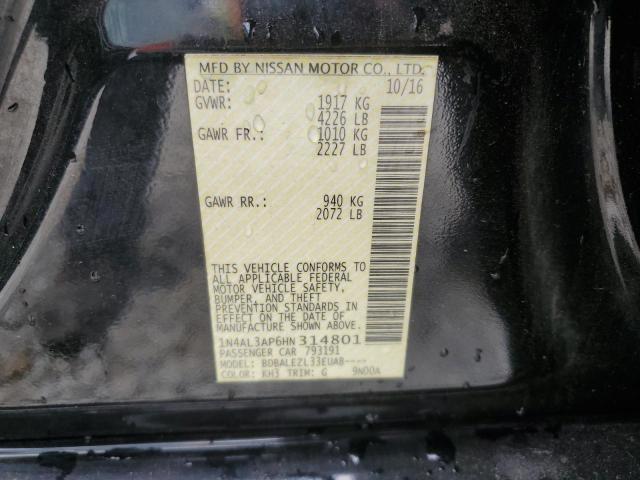 MFD BY NISSAN MOTOR CO., LTD.
DATE: 10/16
GVWR: 1917 KG
4226 LB
GAWR FR.: 1010 KG
2227 LB
GAWR RR.: 940 KG
2072 LB
THIS VEHICLE CONFORMS TO
ALL APPLICABLE FEDERAL
MOTOR VEHICLE SAFETY,
BUMPER, AND THEFT
PREVENTION STANDARDS IN
EFFECT ON THE DATE OF
MANUFACTURE SHOWN ABOVE.
1N4AL3AP6HN314801
PASSENGER CAR 793191
MODEL: BDBALEZL33EUAB----
COLOR: KH3 TRIM: G 9N00A